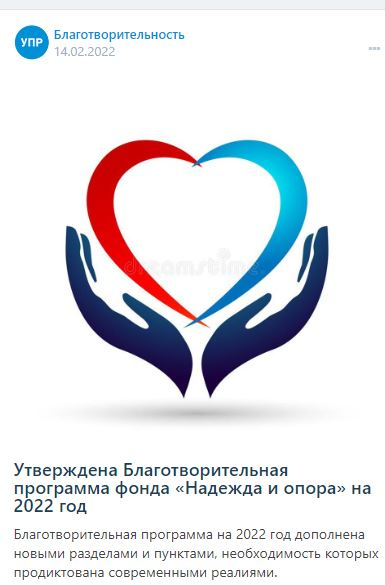 УПР
Благотворительность
14.02.2022
dreamstime
Утверждена Благотворительная
программа фонда «Надежда и опора» на
2022 год
Благотворительная программа на 2022 год дополнена
новыми разделами и пунктами, необходимость которых
продиктована современными реалиями.